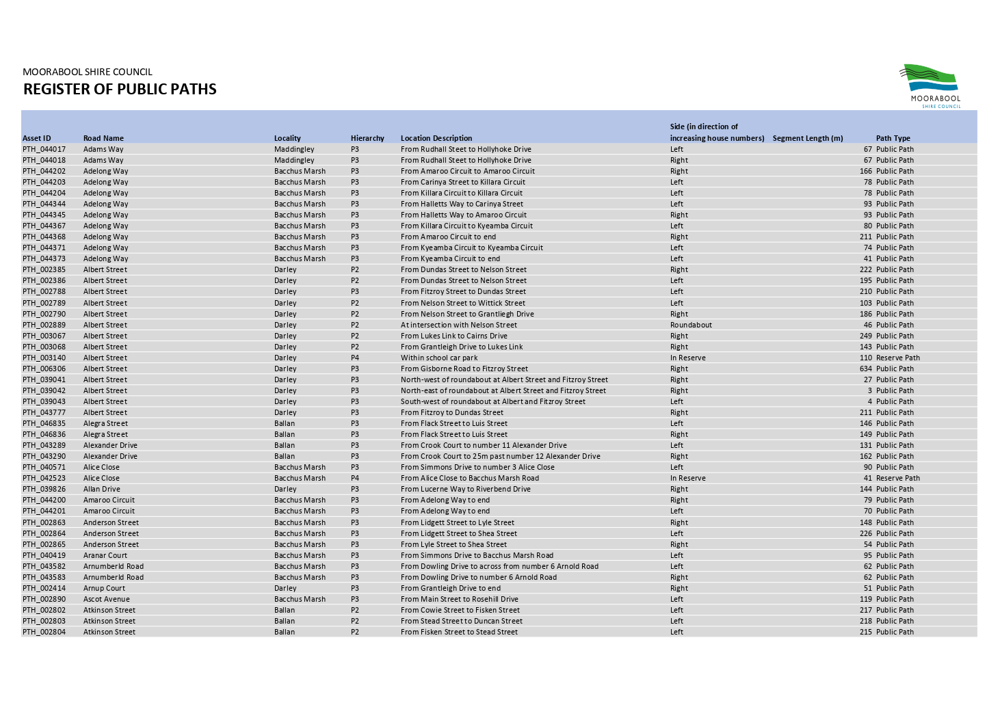 MOORABOOL SHIRE COUNCIL
REGISTER OF PUBLIC PATHS
MOORABOOL
SHIRE COUNCIL
Side (in direction of
Asset ID Road Name Locality Hierarchy Location Description increasing house numbers) Segment Length (m) Path Type
PTH_044017 Adams Way Maddingley P3 From Rudhall Steet to Hollyhoke Drive Left 67 Public Path
PTH_044018 Adams Way Maddingley P3 From Rudhall Steet to Hollyhoke Drive Right 67 Public Path
PTH_044202 Adelong Way Bacchus Marsh P3 From Amaroo Circuit to Amaroo Circuit Right 166 Public Path
PTH_044203 Adelong Way Bacchus Marsh P3 From Carinya Street to Killara Circuit Left 78 Public Path
PTH_044204 Adelong Way Bacchus Marsh P3 From Killara Circuit to Killara Circuit Left 78 Public Path
PTH_044344 Adelong Way Bacchus Marsh P3 From Halletts Way to Carinya Street Left 93 Public Path
PTH_044345 Adelong Way Bacchus Marsh P3 From Halletts Way to Amaroo Circuit Right 93 Public Path
PTH_044367 Adelong Way Bacchus Marsh P3 From Killara Circuit to Kyeamba Circuit Left 80 Public Path
PTH_044368 Adelong Way Bacchus Marsh P3 From Amaroo Circuit to end Right 211 Public Path
PTH_044371 Adelong Way Bacchus Marsh P3 From Kyeamba Circuit to Kyeamba Circuit Left 74 Public Path
PTH_044373 Adelong Way Bacchus Marsh P3 From Kyeamba Circuit to end Left 41 Public Path
PTH_002385 Albert Street Darley P2 From Dundas Street to Nelson Street Right 222 Public Path
PTH_002386 Albert Street Darley P2 From Dundas Street to Nelson Street Left 195 Public Path
PTH_002788 Albert Street Darley P3 From Fitzroy Street to Dundas Street Left 210 Public Path
PTH_002789 Albert Street Darley P2 From Nelson Street to Wittick Street Left 103 Public Path
PTH_002790 Albert Street Darley P2 From Nelson Street to Grantliegh Drive Right 186 Public Path
PTH_002889 Albert Street Darley P2 At intersection with Nelson Street Roundabout 46 Public Path
PTH_003067 Albert Street Darley P2 From Lukes Link to Cairns Drive Right 249 Public Path
PTH_003068 Albert Street Darley P2 From Grantleigh Drive to Lukes Link Right 143 Public Path
PTH_003140 Albert Street Darley P4 Within school car park In Reserve 110 Reserve Path
PTH_006306 Albert Street Darley P3 From Gisborne Road to Fitzroy Street Right 634 Public Path
PTH_039041 Albert Street Darley P3 North-west of roundabout at Albert Street and Fitzroy Street Right 27 Public Path
PTH_039042 Albert Street Darley P3 North-east of roundabout at Albert Street and Fitzroy Street Right 3 Public Path
PTH_039043 Albert Street Darley P3 South-west of roundabout at Albert and Fitzroy Street Left 4 Public Path
PTH_043777 Albert Street Darley P3 From Fitzroy to Dundas Street Right 211 Public Path
PTH_046835 Alegra Street Ballan P3 From Flack Street to Luis Street Left 146 Public Path
PTH_046836 Alegra Street Ballan P3 From Flack Street to Luis Street Right 149 Public Path
PTH_043289 Alexander Drive Ballan P3 From Crook Court to number 11 Alexander Drive Left 131 Public Path
PTH_043290 Alexander Drive Ballan P3 From Crook Court to 25m past number 12 Alexander Drive Right 162 Public Path
PTH_040571 Alice Close Bacchus Marsh P3 From Simmons Drive to number 3 Alice Close Left 90 Public Path
PTH_042523 Alice Close Bacchus Marsh P4 From Alice Close to Bacchus Marsh Road In Reserve 41 Reserve Path
PTH_039826 Allan Drive Darley P3 From Lucerne Way to Riverbend Drive Right 144 Public Path
PTH_044200 Amaroo Circuit Bacchus Marsh P3 From Adelong Way to end Right 79 Public Path
PTH_044201 Amaroo Circuit Bacchus Marsh P3 From Adelong Way to end Left 70 Public Path
PTH_002863 Anderson Street Bacchus Marsh P3 From Lidgett Street to Lyle Street Right 148 Public Path
PTH_002864 Anderson Street Bacchus Marsh P3 From Lidgett Street to Shea Street Left 226 Public Path
PTH_002865 Anderson Street Bacchus Marsh P3 From Lyle Street to Shea Street Right 54 Public Path
PTH_040419 Aranar Court Bacchus Marsh P3 From Simmons Drive to Bacchus Marsh Road Left 95 Public Path
PTH_043582 Arnumberld Road Bacchus Marsh P3 From Dowling Drive to across from number 6 Arnold Road Left 62 Public Path
PTH_043583 Arnumberld Road Bacchus Marsh P3 From Dowling Drive to number 6 Arnold Road Right 62 Public Path
PTH_002414 Arnup Court Darley P3 From Grantleigh Drive to end Right 51 Public Path
PTH_002890 Ascot Avenue Bacchus Marsh P3 From Main Street to Rosehill Drive Left 119 Public Path
PTH_002802 Atkinson Street Ballan P2 From Cowie Street to Fisken Street Left 217 Public Path
PTH_002803 Atkinson Street Ballan P2 From Stead Street to Duncan Street Left 218 Public Path
PTH_002804 Atkinson Street Ballan P2 From Fisken Street to Stead Street Left 215 Public Path